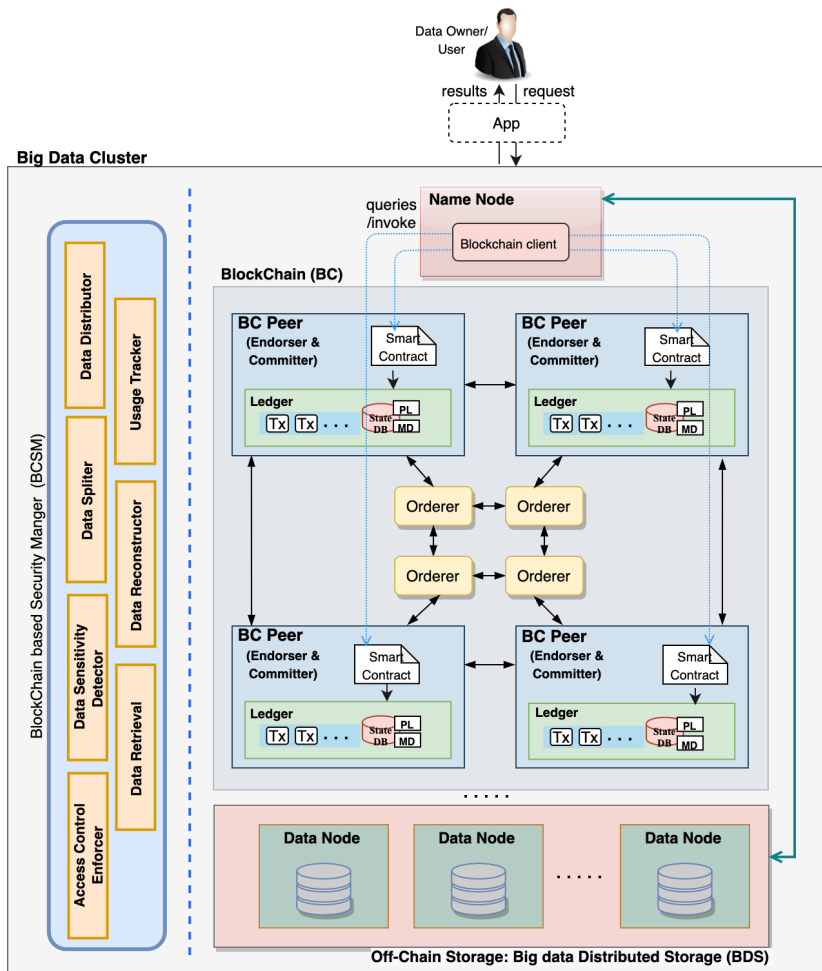 Data Owner/
User
results
request
App
Big Data Cluster
Name Node
queries
/invoke
Blockchain client
BlockChain (BC)
BlockChain based Security Manger (BCSM)
Data Distributor
Usage Tracker
Data Spliter
Data Reconstructor
Data Sensitivity
Detector
Data Retrieval
Access Control
Enforcer
BC Peer
(Endorser &
Committer)
Smart
Contract
Ledger
Tx Tx . . .
State
DB
PL
MD
BC Peer
(Endorser &
Committer)
Smart
Contract
Ledger
Tx Tx . . .
State
DB
PL
MD
Orderer
Orderer
Orderer
Orderer
BC Peer
(Endorser &
Committer)
Smart
Contract
Ledger
Tx Tx . . .
State
DB
PL
MD
BC Peer
(Endorser &
Committer)
Smart
Contract
Ledger
Tx Tx . . .
State
DB
PL
MD
. . . . .
Data Node
Data Node
. . . . .
Data Node
Off-Chain Storage: Big data Distributed Storage (BDS)